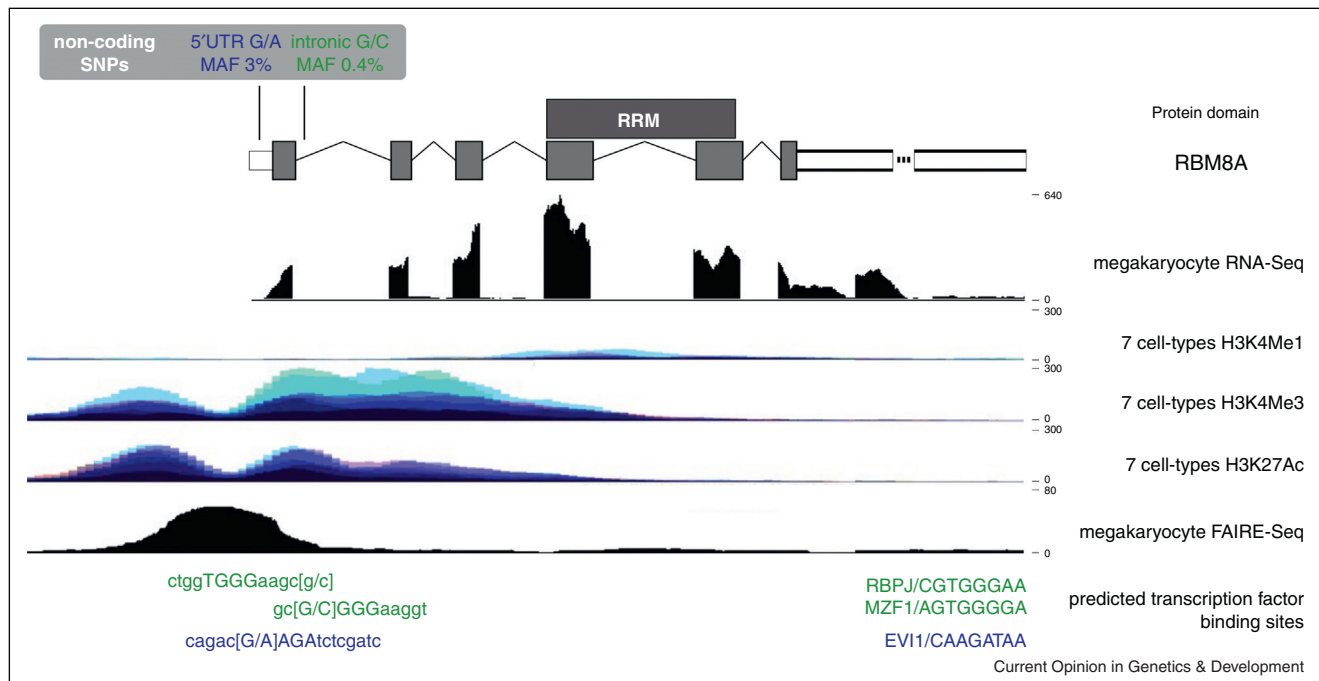 non-coding SNPs
5′UTR G/A MAF 3%
intronic G/C MAF 0.4%
RRM
Protein domain
RBM8A
640
megakaryocyte RNA-Seq
0
300
7 cell-types H3K4Me1
0
300
7 cell-types H3K4Me3
0
300
7 cell-types H3K27Ac
0
80
megakaryocyte FAIRE-Seq
0
ctggTGGGaagc[g/c]
RBPJ/CGTGGGAA
gc[G/C]GGGaaggt
MZF1/AGTGGGGA
predicted transcription factor
binding sites
cagac[G/A]AGAtctcgatc
EVI1/CAAGATAA
Current Opinion in Genetics & Development